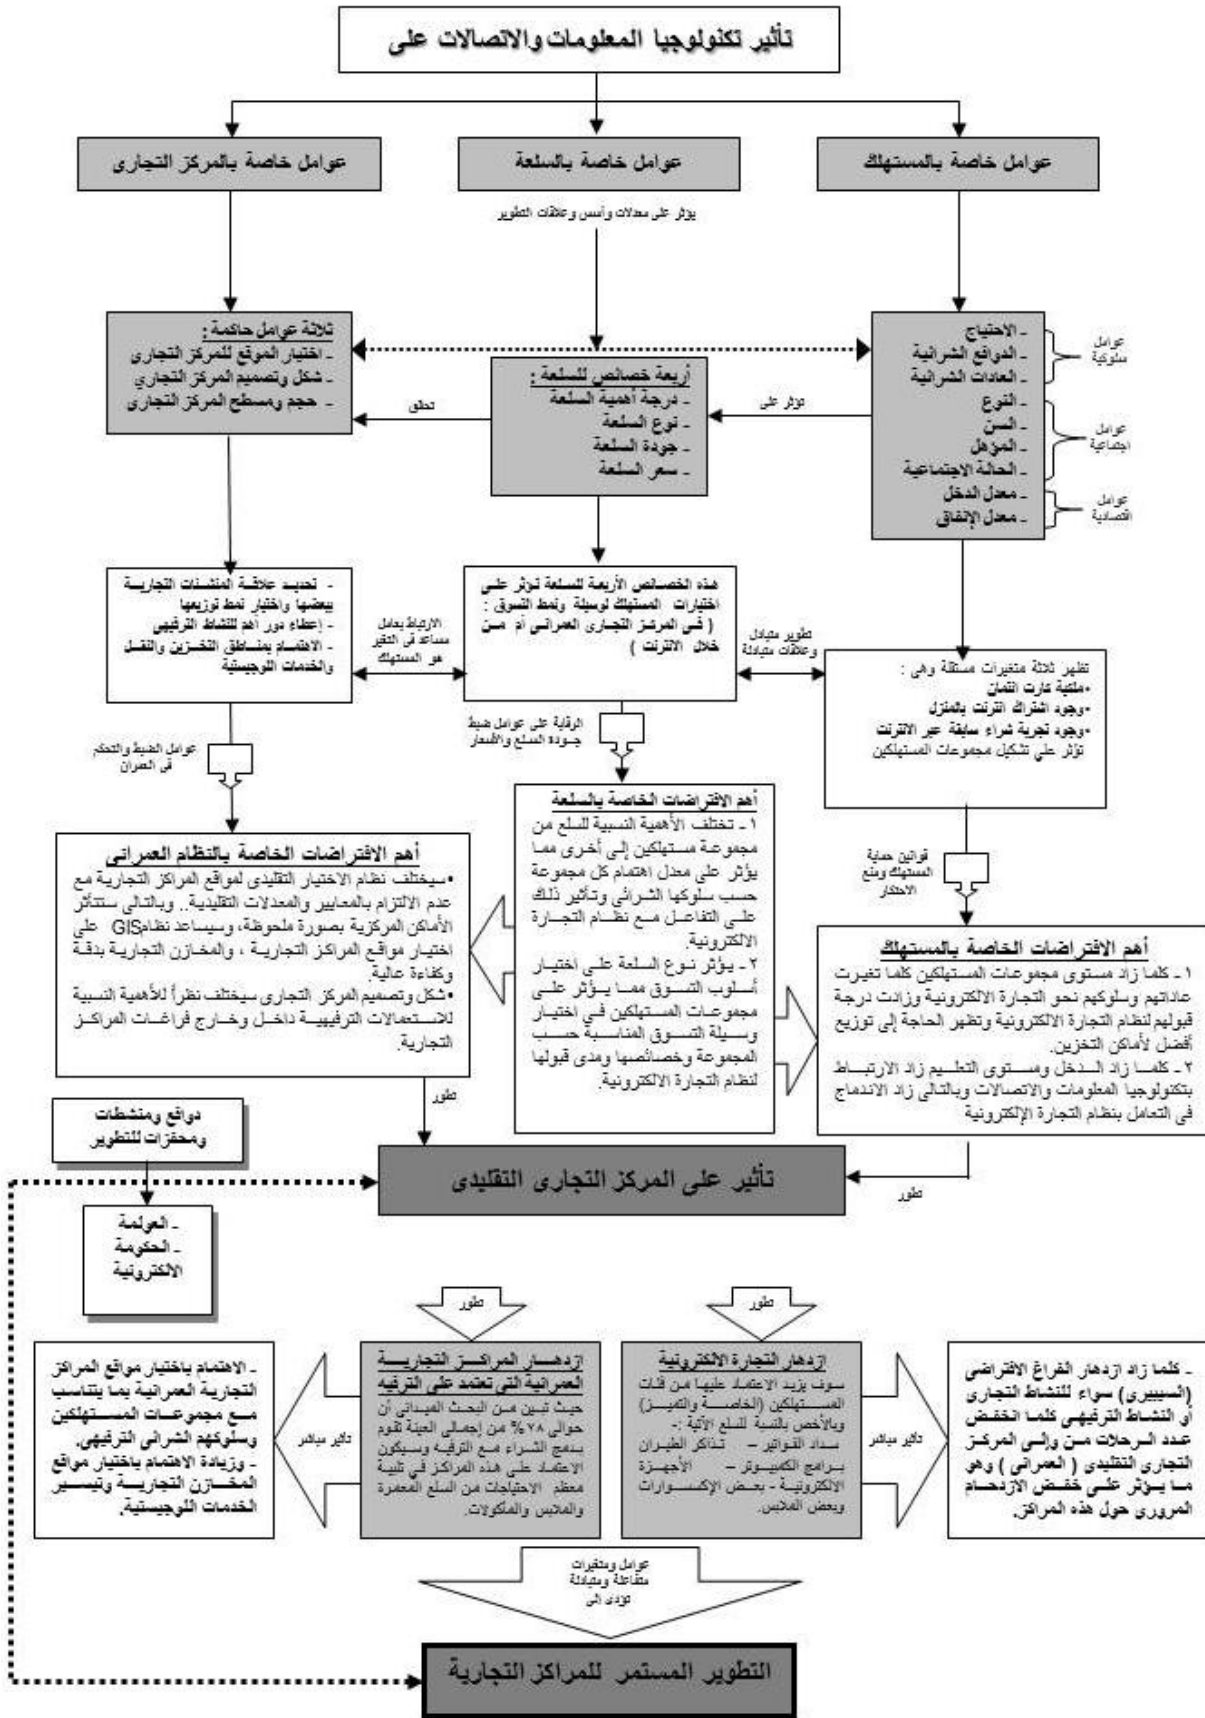 تأثير تكنولوجيا المعلومات والاتصالات على
عوامل خاصة بالمستهلك
عوامل خاصة بالسلعة
عوامل خاصة بالمركز التجارى
يؤثر على معدلات وأسس وعلاقات التطوير
- الاحتياج
- الدوافع الشرائية
- العادات الشرائية
- النوع
- السن
- المؤهل
- الحالة الاجتماعية
- معدل الدخل
- معدل الإنفاق
عوامل
سلوكية
عوامل
اجتماعية
عوامل
اقتصادية
تؤثر على
أربعة خصائص للسلعة :
- درجة أهمية السلعة
- نوع السلعة
- جودة السلعة
- سعر السلعة
تحقق
ثلاثة عوامل حاكمة :
- اختيار الموقع للمركز التجارى
- شكل وتصميم المركز التجاري
- حجم ومسطح المركز التجارى
تظهر ثلاثة متغيرات مستقلة وهى :
•ملكية كارت ائتمان
•وجود اشتراك انترنت بالمنزل
•وجود تجربة شراء سابقة عبر الانترنت
تؤثر علي تشكيل مجموعات المستهلكين
تطوير متبادل
وعلاقات متبادلة
هذه الخصائص الأربعة للسلعة تؤثر على
اختيارات المستهلك لوسيلة ونمط التسوق :
( فى المركز التجارى العمرانى أم من
خلال الانترنت )
الارتباط بعامل
مساعد فى التغير
هو المستهلك
- تحديد علاقة المنشئات التجارية
ببعضها واختيار نمط توزيعها
- إعطاء دور أهم للنشاط الترفيهى
- الاهتمام بمناطق التخزين والنقل
والخدمات اللوجيستية
قوانين حماية
المستهلك ومنع
الاحتكار
الرقابة على عوامل ضبط
جودة السلع والأسعار
عوامل الضبط والتحكم
فى العمران
أهم الافتراضات الخاصة بالمستهلك
١ - كلما زاد مستوى مجموعات المستهلكين كلما تغيرت
عاداتهم وسلوكهم نحو التجارة الالكترونية وزادت درجة
قبولهم لنظام التجارة الالكترونية وتظهر الحاجة إلى توزيع
أفضل لأماكن التخزين.
٢ - كلما زاد الدخل ومستوى التعليم زاد الارتباط
بتكنولوجيا المعلومات والاتصالات وبالتالى زاد الاندماج
فى التعامل بنظام التجارة الإلكترونية
أهم الافتراضات الخاصة بالسلعة
١ - تختلف الأهمية النسبية للسلع من
مجموعة مستهلكين إلى أخرى مما
يؤثر على معدل اهتمام كل مجموعة
حسب سلوكها الشرائى وتأثير ذلك
على التفاعل مع نظام التجارة
الالكترونية.
٢ - يؤثر نوع السلعة على اختيار
أسلوب التسوق مما يؤثر على
مجموعات المستهلكين في اختيار
وسيلة التسوق المناسبة حسب
المجموعة وخصائصها ومدى قبولها
لنظام التجارة الالكترونية.
أهم الافتراضات الخاصة بالنظام العمرانى
•سيختلف نظام الاختيار التقليدى لمواقع المراكز التجارية مع
عدم الالتزام بالمعايير والمعدلات التقليدية.. وبالتالى ستتأثر
الأماكن المركزية بصورة ملحوظة، وسيساعد نظامGIS على
اختيار مواقع المراكز التجارية ، والمخازن التجارية بدقة
وكفاءة عالية.
•شكل وتصميم المركز التجارى سيختلف نظراً للأهمية النسبية
للاستعمالات الترفيهية داخل وخارج فراغات المراكز
التجارية.
تطور
تطور
تأثير على المركز التجارى التقليدى
دوافع ومنشطات
ومحفزات للتطوير
- العولمة
- الحكومة
الالكترونية
تطور
تطور
- كلما زاد ازدهار الفراغ الافتراضى
(السيبيرى) سواء للنشاط التجارى
أو النشاط الترفيهى كلما انخفض
عدد الرحلات من وإلى المركز
التجارى التقليدى ( العمرانى ) وهو
ما يؤثر على خفض الازدحام
المرورى حول هذه المراكز.
تأثير مباشر
ازدهار التجارة الالكترونية
سوف يزيد الاعتماد عليها من فئات
المستهلكين (الخاصة والتميز)
وبالأخص بالنسبة للسلع الآتية :-
سداد الفواتير – تذاكر الطيران
برامج الكمبيوتر – الأجهزة
الالكترونية - بعض الإكسسوارات
وبعض الملابس.
ازدهار المراكز التجارية
العمرانية التى تعتمد على الترفيه
حيث تبين من البحث الميدانى أن
حوالى ٧٨% من إجمالى العينة تقوم
بدمج الشراء مع الترفيه وسيكون
الاعتماد على هذه المراكز في تلبية
معظم الاحتياجات من السلع المعمرة
والملابس والمأكولات.
تأثير مباشر
- الاهتمام باختيار مواقع المراكز
التجارية العمرانية بما يتناسب
مع مجموعات المستهلكين
وسلوكهم الشرائى الترفيهى.
- وزيادة الاهتمام باختيار مواقع
المخازن التجارية وتيسير
الخدمات اللوجيستية.
عوامل ومتغيرات
متفاعلة ومتبادلة
تؤدى إلى
التطوير المستمر للمراكز التجارية